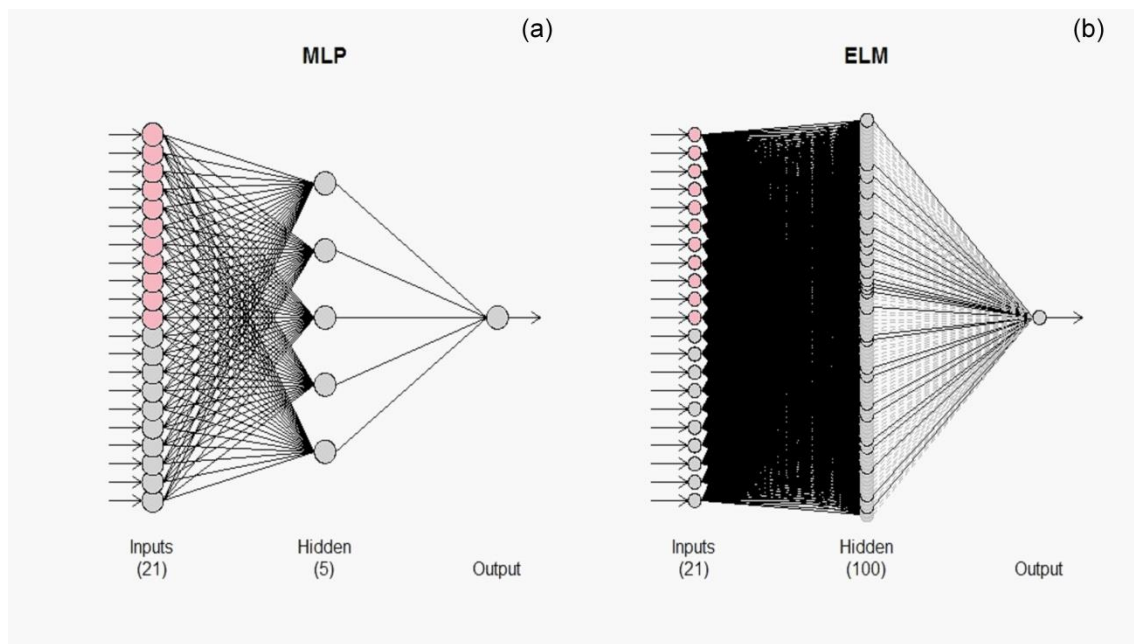 (a)
MLP
Inputs
(21)
Hidden
(5)
Output
(b)
ELM
Inputs
(21)
Hidden
(100)
Output